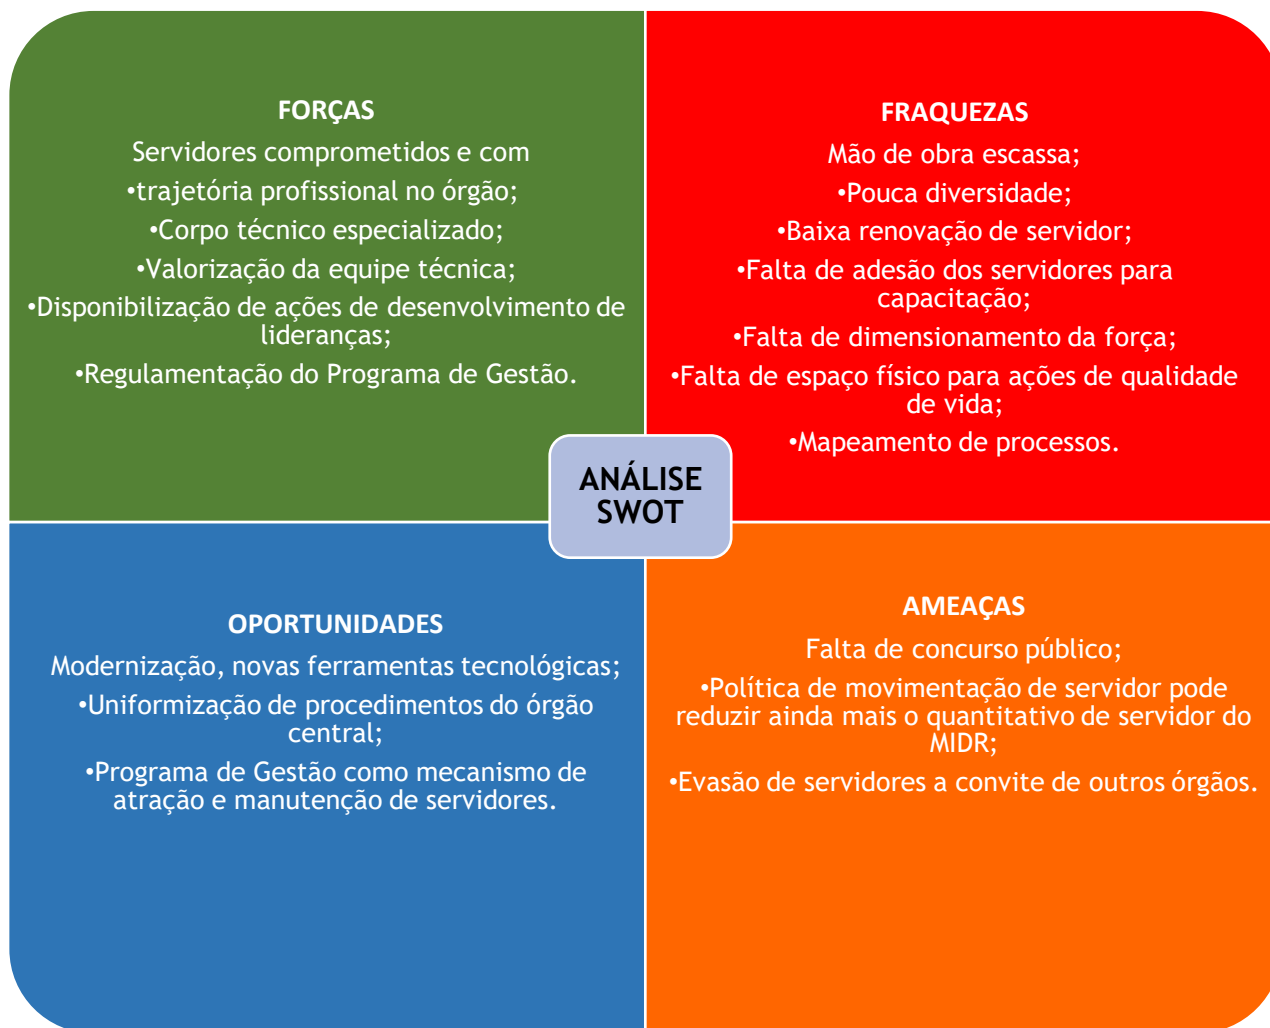 FORÇAS
Servidores comprometidos e com
•trajetória profissional no órgão;
•Corpo técnico especializado;
•Valorização da equipe técnica;
•Disponibilização de ações de desenvolvimento de
lideranças;
•Regulamentação do Programa de Gestão.
FRAQUEZAS
Mão de obra escassa;
•Pouca diversidade;
•Baixa renovação de servidor;
•Falta de adesão dos servidores para
capacitação;
•Falta de dimensionamento da força;
•Falta de espaço físico para ações de qualidade
de vida;
•Mapeamento de processos.
ANÁLISE
SWOT
OPORTUNIDADES
Modernização, novas ferramentas tecnológicas;
•Uniformização de procedimentos do órgão
central;
•Programa de Gestão como mecanismo de
atração e manutenção de servidores.
AMEAÇAS
Falta de concurso público;
•Política de movimentação de servidor pode
reduzir ainda mais o quantitativo de servidor do
MIDR;
•Evasão de servidores a convite de outros órgãos.